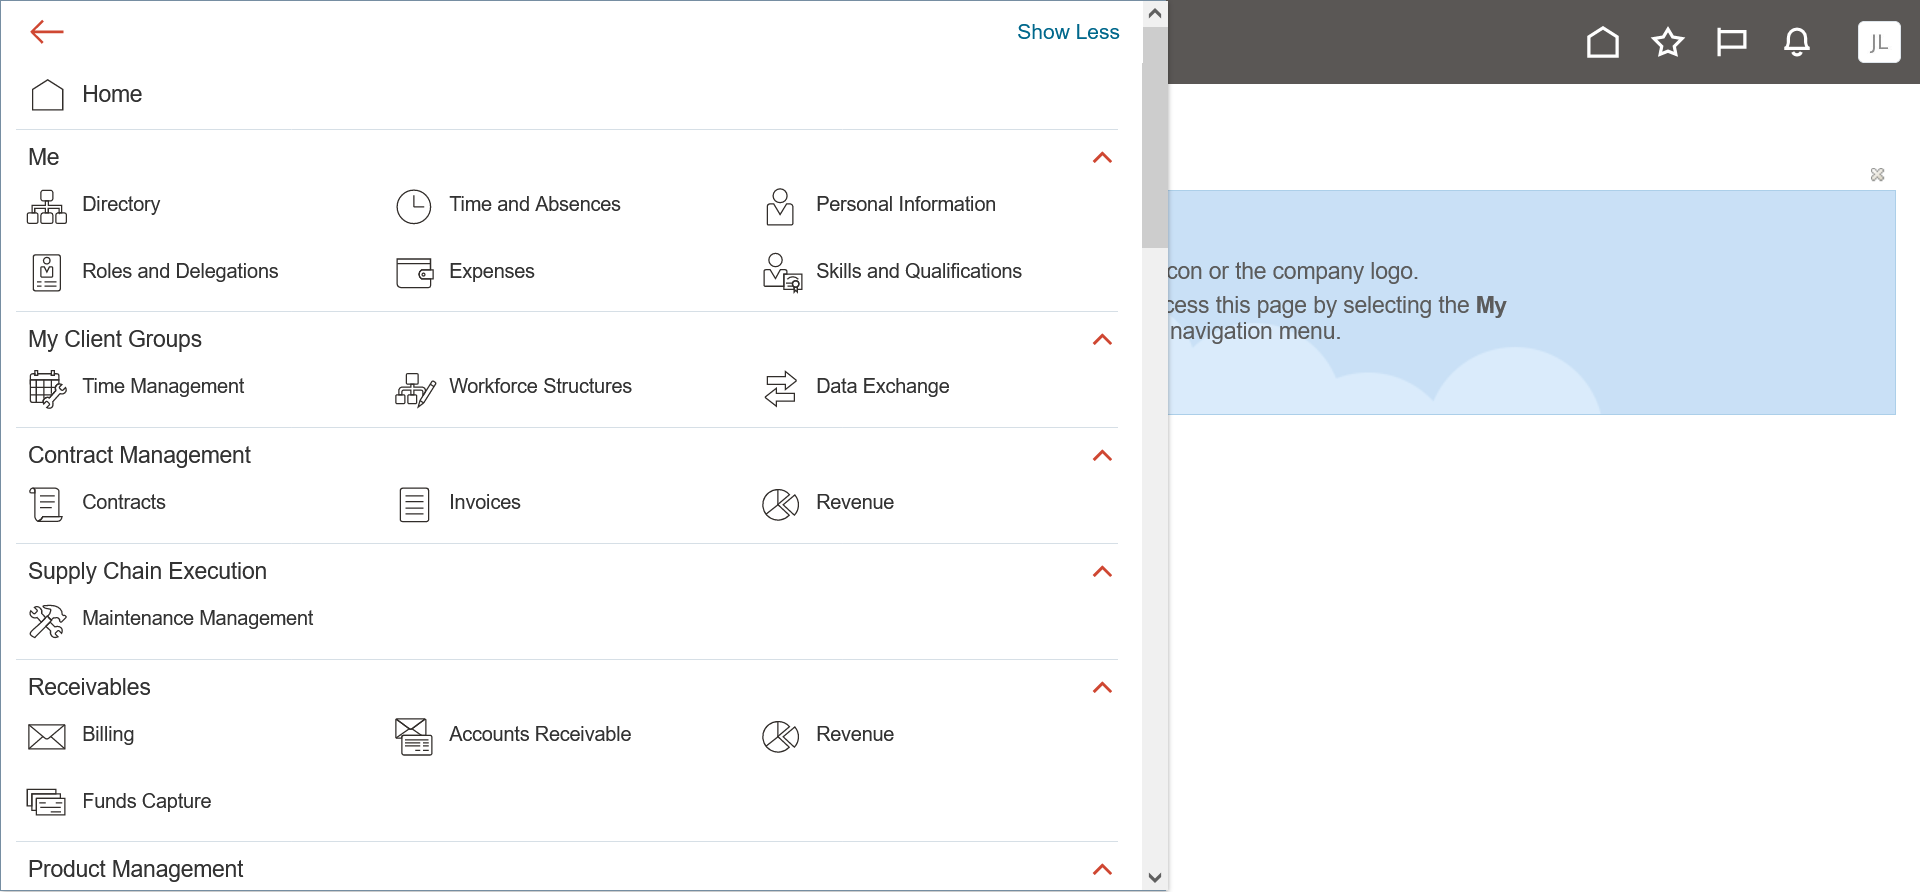 Show Less
JL
Home
Me
Directory
Time and Absences
Personal Information
Roles and Delegations
Expenses
Skills and Qualifications
con or the company logo.
cess this page by selecting the My
navigation menu.
My Client Groups
Time Management
Workforce Structures
Data Exchange
Contract Management
Contracts
Invoices
Revenue
Supply Chain Execution
Maintenance Management
Receivables
Billing
Accounts Receivable
Revenue
Funds Capture
Product Management